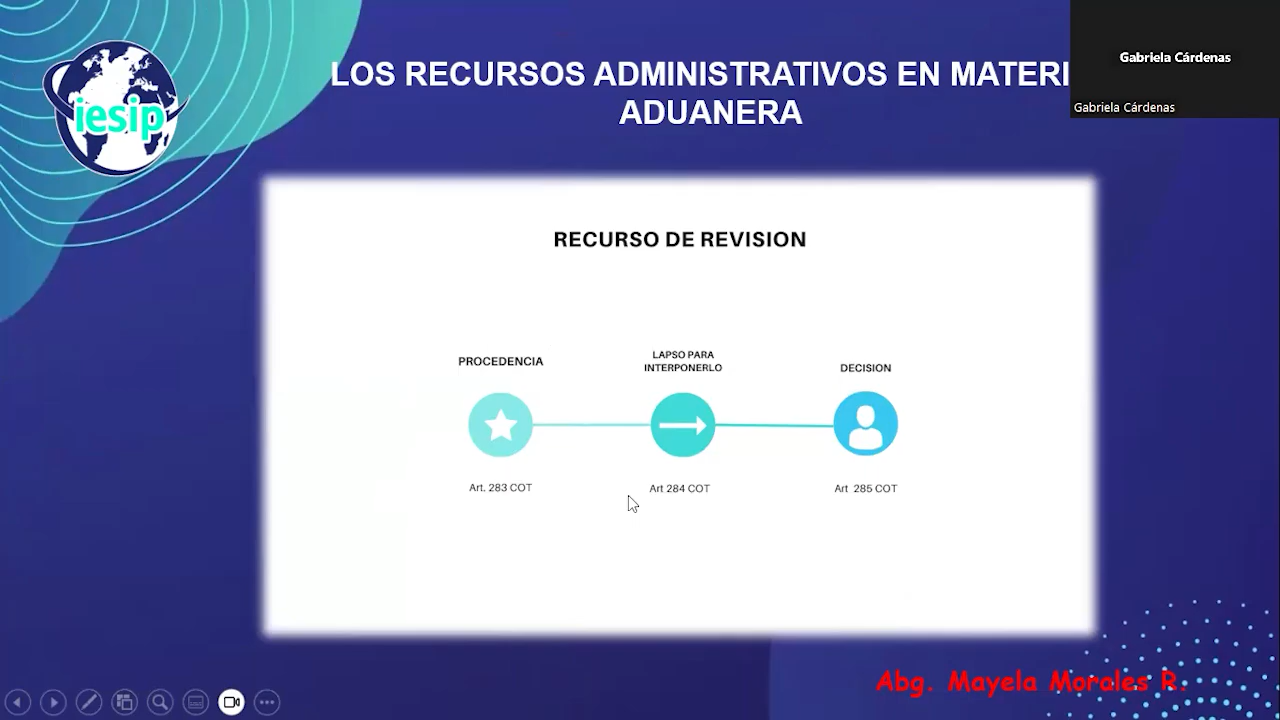 LOS RECURSOS ADMINISTRATIVOS EN MATERI
ADUANERA
Gabriela Cárdenas
Gabriela Cárdenas
iesip
RECURSO DE REVISION
PROCEDENCIA
LAPSO PARA
INTERPONERLO
DECISION
Art. 283 COT
Art 284 COT
Art 285 COT
Abg. Mayela Morales R.